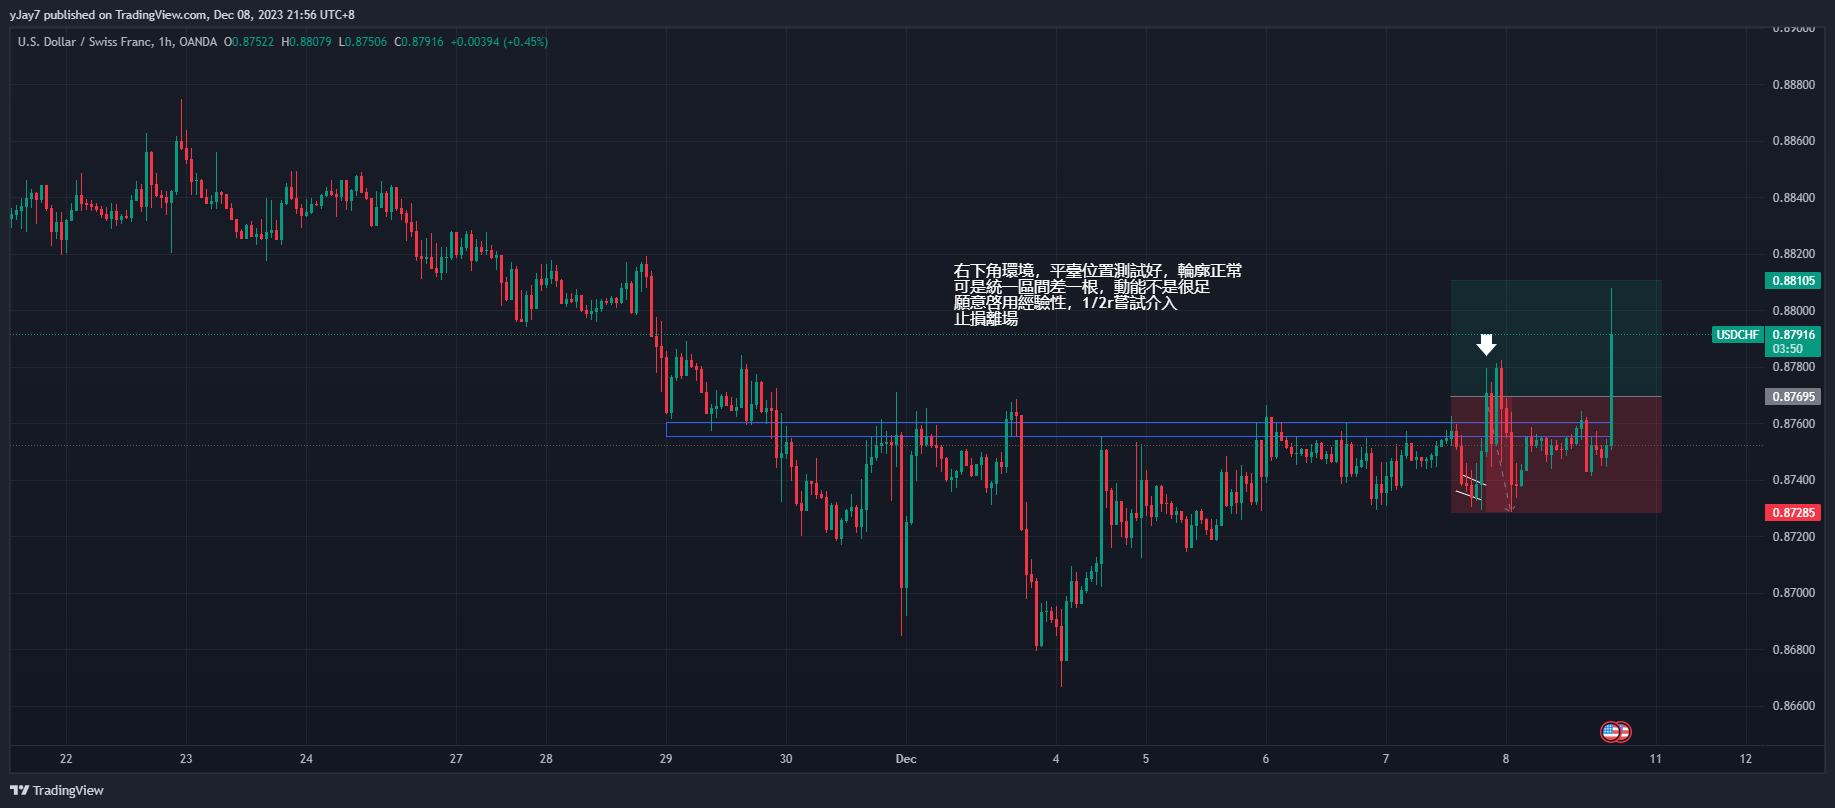 yJay7 published on TradingView.com, Dec 08, 2023 21:56 UTC+8
U.S. Dollar / Swiss Franc, 1h, OANDA O0.87522 H0.88079 L0.87506 C0.87916 +0.00394 (+0.45%)
0.89000
0.88800
0.88600
0.88400
0.88200
右下角環境，平臺位置測試好，輪廓正常
可是統一區間差一根，動能不是很足
願意啓用經驗性，1/2r嘗試介入
止損離場
0.88105
0.88000
USDCHF 0.87916
03:50
0.87800
0.87695
0.87600
0.87400
0.87285
0.87200
0.87000
0.86800
0.86600
22 23 24 27 28 29 30 Dec 4 5 6 7 8 11 12
TradingView